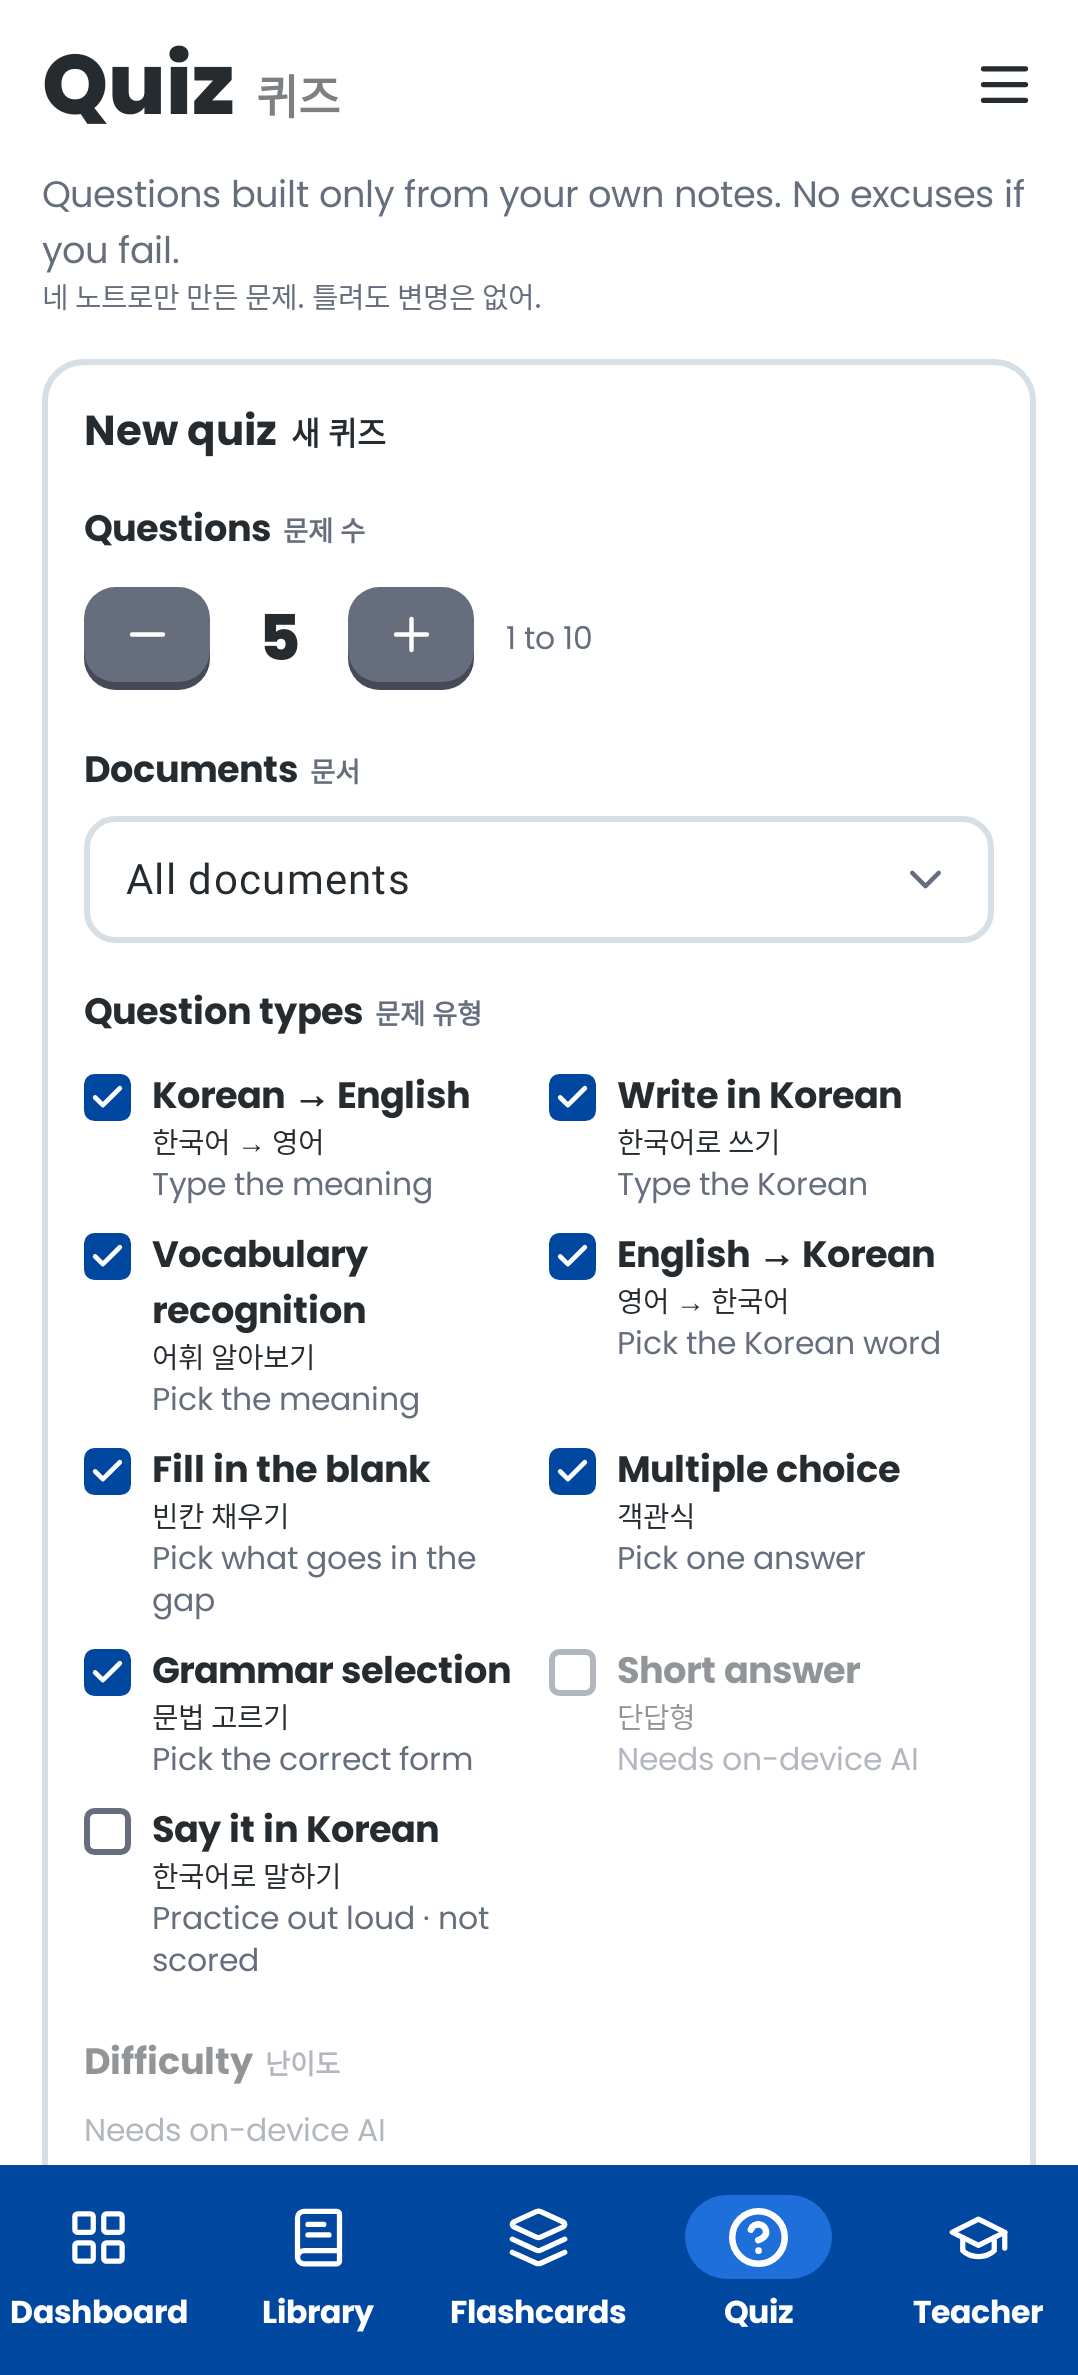 Quiz 퀴즈
Questions built only from your own notes. No excuses if
you fail.
네 노트로만 만든 문제. 틀려도 변명은 없어.
New quiz 새 퀴즈
Questions 문제 수
5
1 to 10
Documents 문서
All documents
Question types 문제 유형
Korean → English
한국어 → 영어
Type the meaning
Write in Korean
한국어로 쓰기
Type the Korean
Vocabulary
recognition
어휘 알아보기
Pick the meaning
English → Korean
영어 → 한국어
Pick the Korean word
Fill in the blank
빈칸 채우기
Pick what goes in the
gap
Multiple choice
객관식
Pick one answer
Grammar selection
문법 고르기
Pick the correct form
Short answer
단답형
Needs on-device AI
Say it in Korean
한국어로 말하기
Practice out loud · not
scored
Difficulty 난이도
Needs on-device AI
Dashboard
Library
Flashcards
Quiz
Teacher